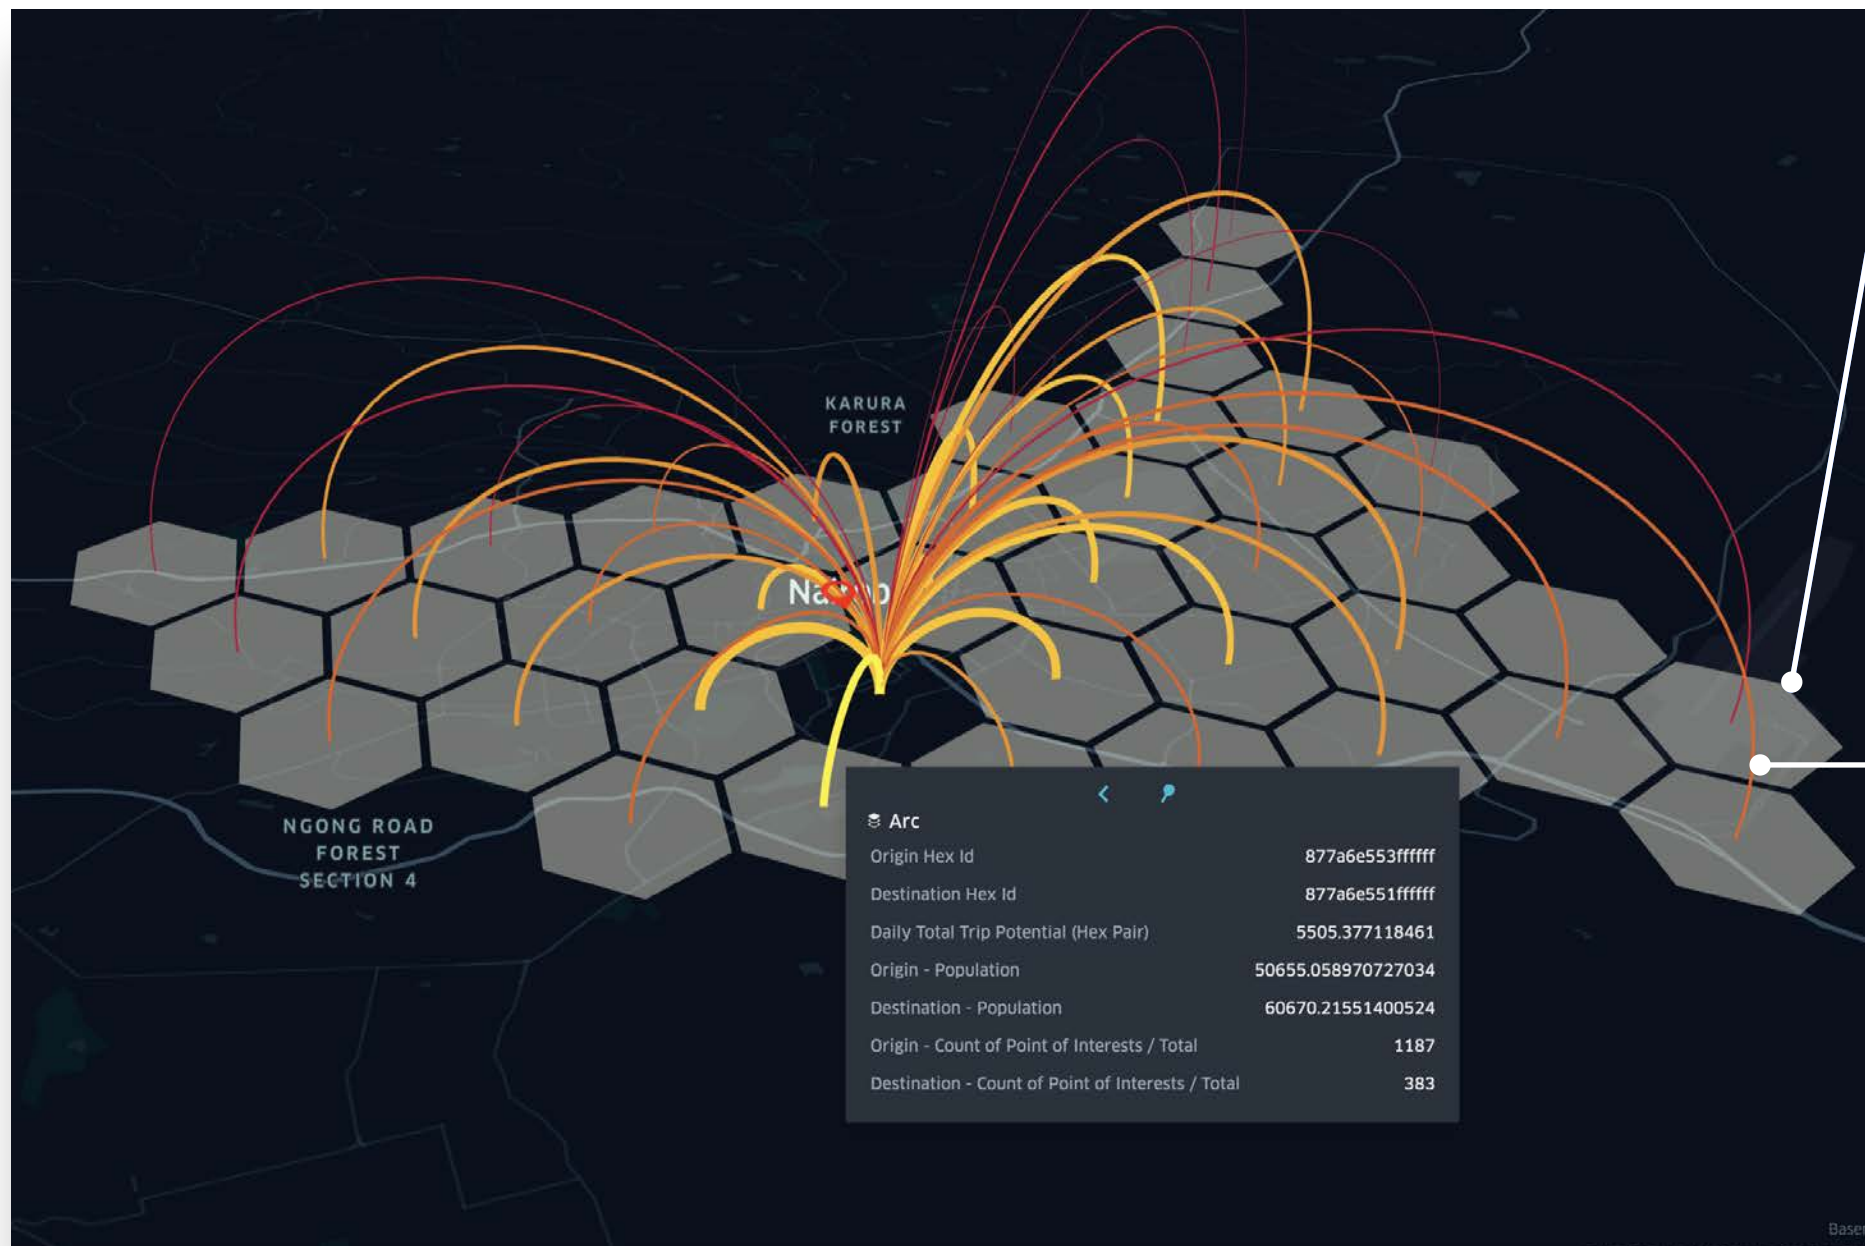 KARURA
FOREST
NGONG ROAD
FOREST
SECTION 4
Arc
Origin Hex Id 877a6e553ffffff
Destination Hex Id 877a6e551ffffff
Daily Total Trip Potential (Hex Pair) 5505.377118461
Origin - Population 50655.058970727034
Destination - Population 60670.21551400524
Origin - Count of Point of Interests / Total 1187
Destination - Count of Point of Interests / Total 383